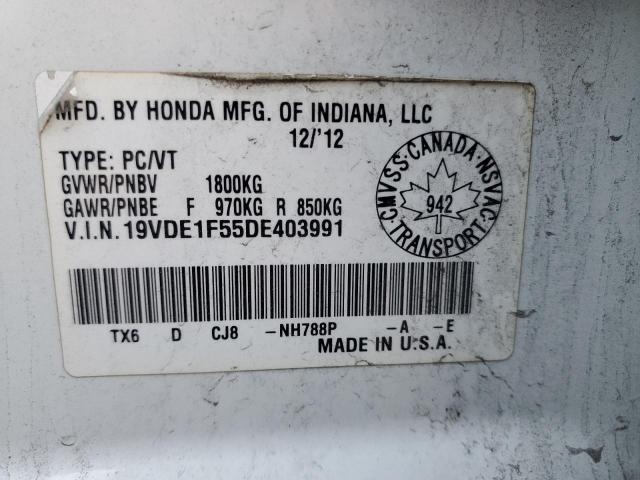 MFD. BY HONDA MFG. OF INDIANA, LLC
12/'12
TYPE: PC/VT
GVWR/PNBV 1800KG
GAWR/PNBE F 970KG R 850KG
V.I.N. 19VDE1F55DE403991
CMVSS·CANADA·NSVAC
942
TRANSPORT
TX6 D CJ8 -NH788P -A -E
MADE IN U.S.A.